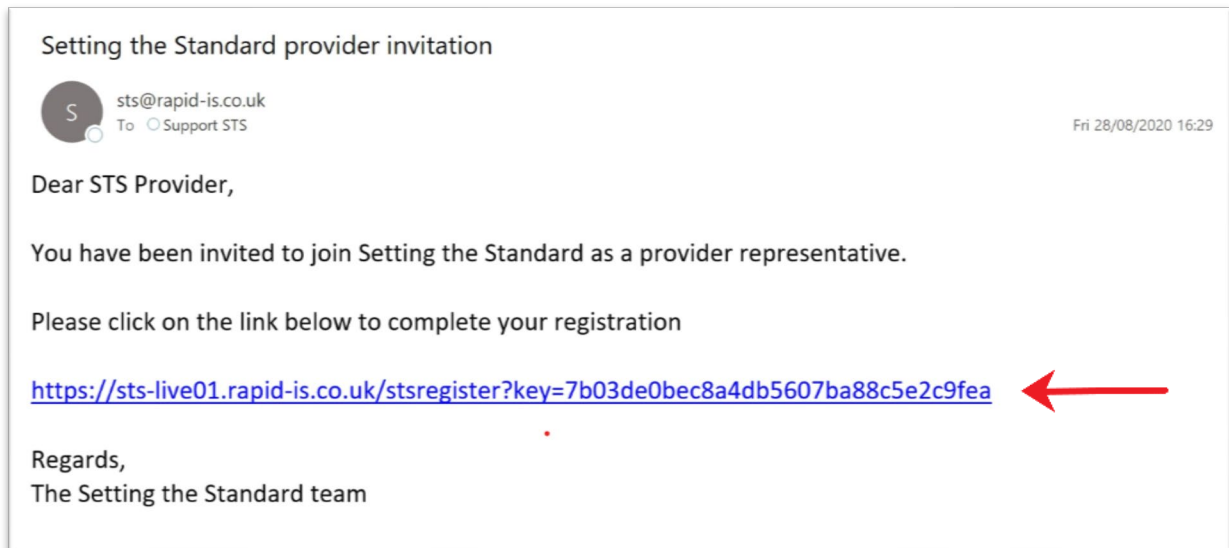 Setting the Standard provider invitation
S
sts@rapid-is.co.uk
To Support STS
Fri 28/08/2020 16:29
Dear STS Provider,
You have been invited to join Setting the Standard as a provider representative.
Please click on the link below to complete your registration
https://sts-live01.rapid-is.co.uk/stsregister?key=7b03de0bec8a4db5607ba88c5e2c9fea
Regards,
The Setting the Standard team